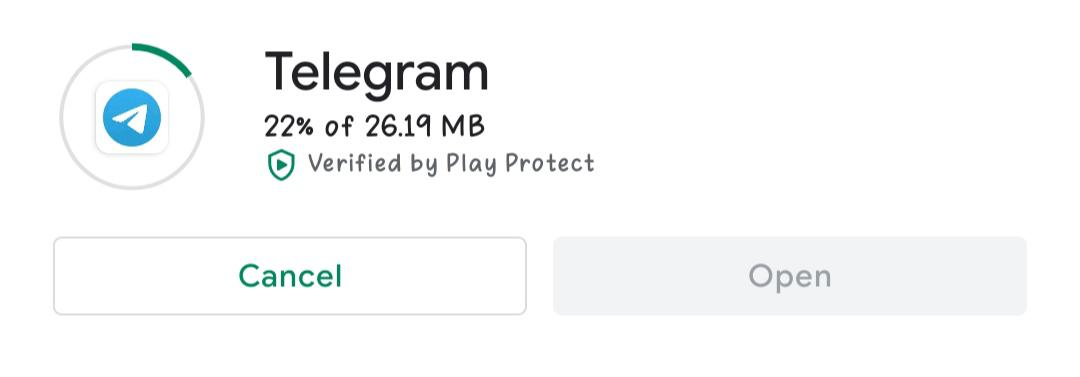 Telegram
22% of 26.19 MB
Verified by Play Protect
Cancel
Open